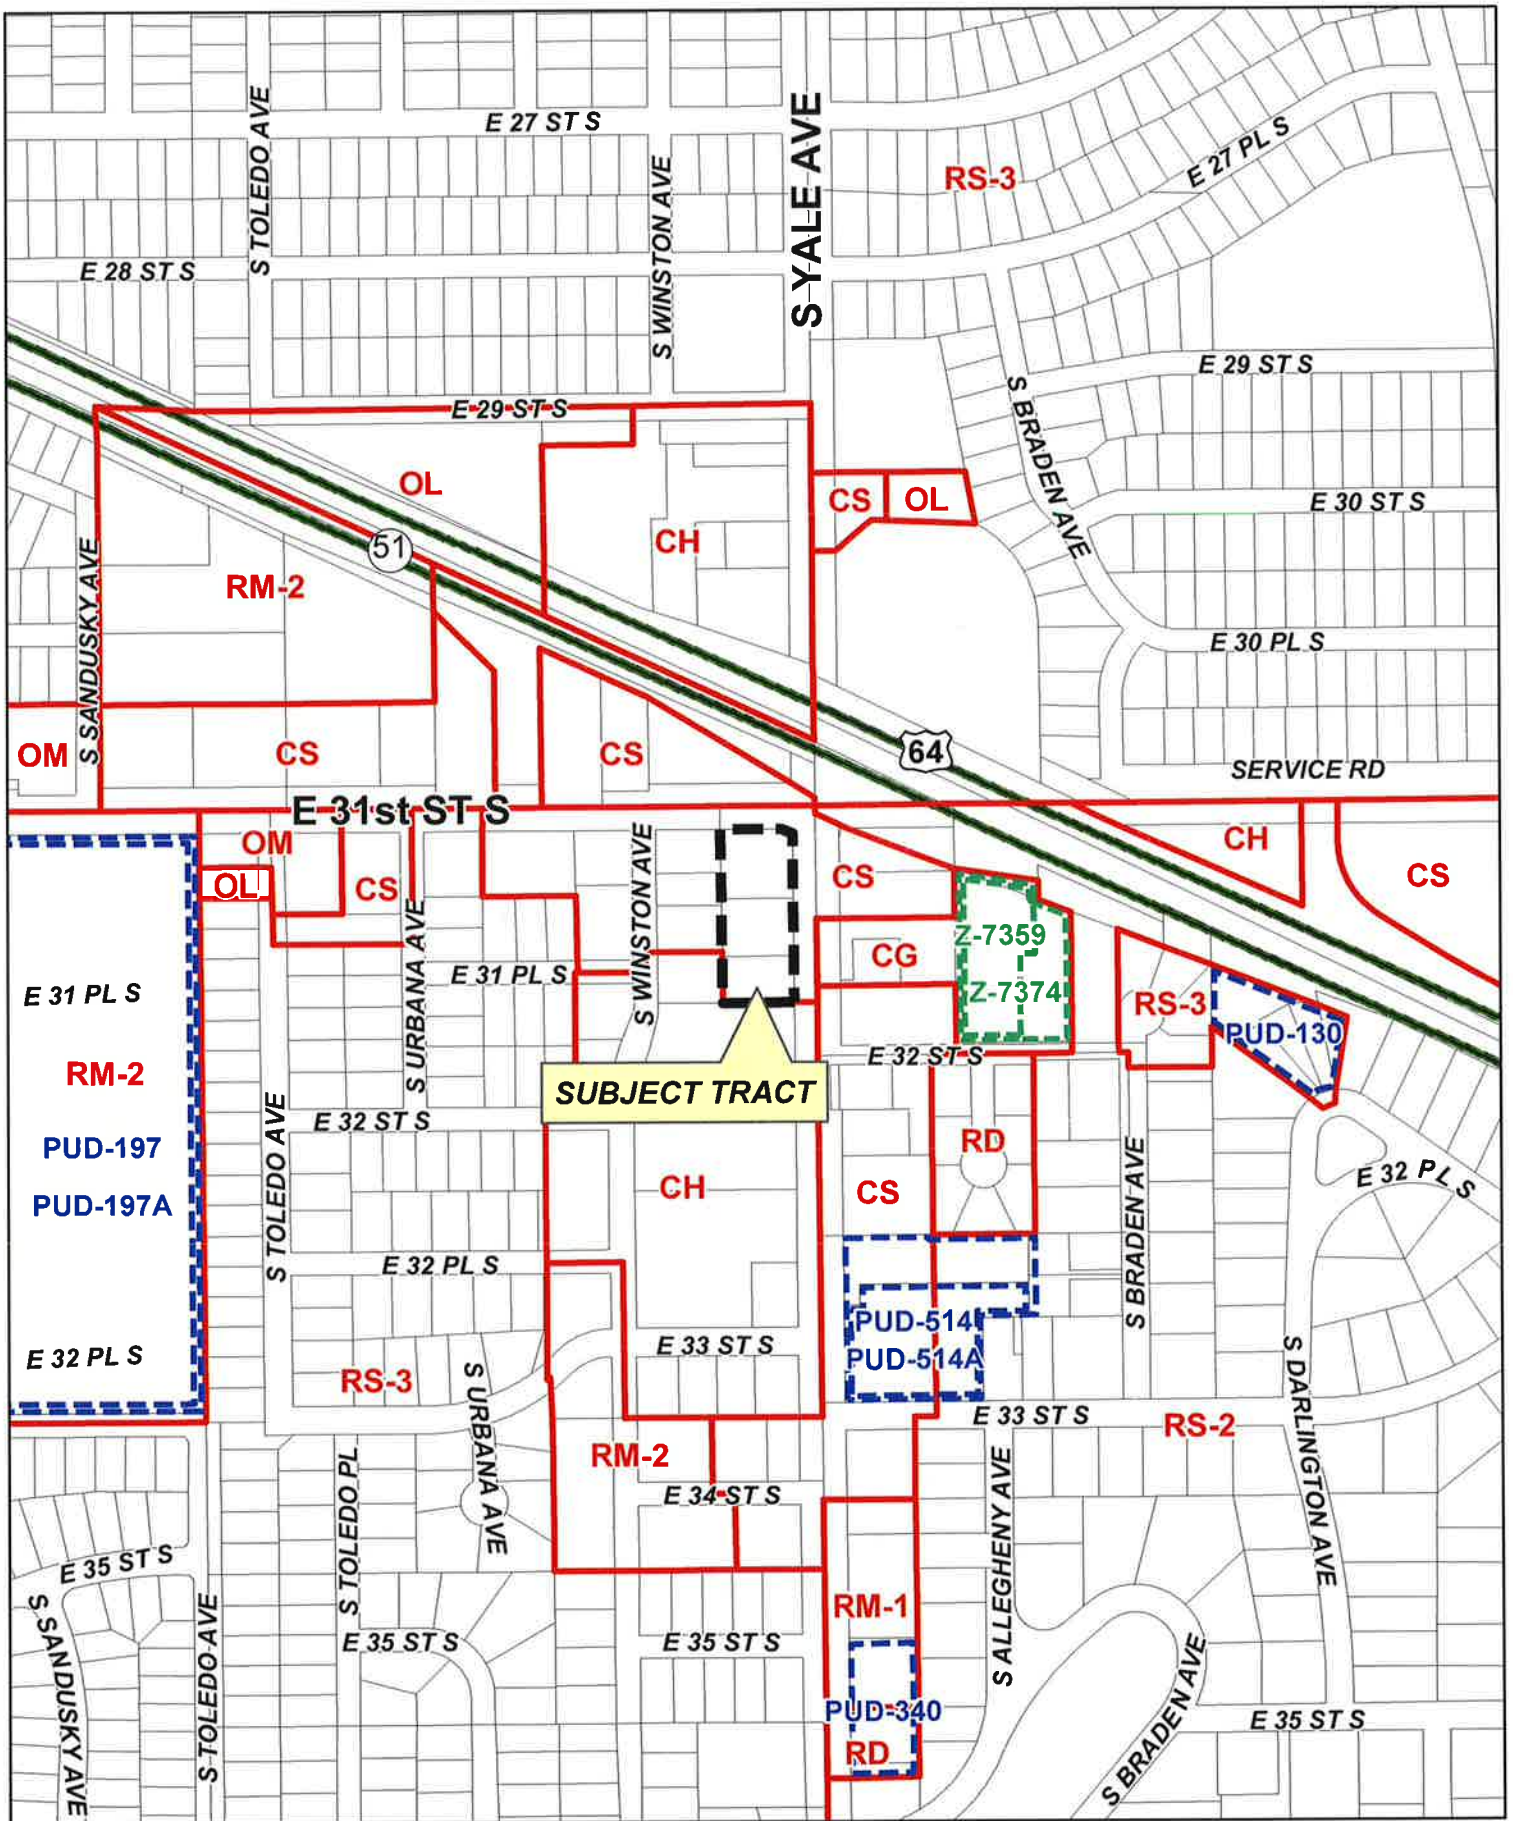 E 27 ST S
S TOLEDO AVE
S WINSTON AVE
S YALE AVE
RS-3
E 27 PL S
E 28 ST S
E 29 ST S
S BRADEN AVE
E 29 ST S
OL
CS
OL
E 30 ST S
51
CH
RM-2
S SANDUSKY AVE
E 30 PL S
OM
CS
CS
64
SERVICE RD
E 31st ST S
OM
OL
CS
S URBANA AVE
S WINSTON AVE
CS
CH
CS
E 31 PL S
E 31 PL S
CG
Z-7359
Z-7374
RS-3
PUD-130
E 32 ST S
RM-2
SUBJECT TRACT
S TOLEDO AVE
E 32 ST S
PUD-197
PUD-197A
CH
CS
RD
S BRADEN AVE
E 32 PL S
E 32 PL S
E 32 PL S
PUD-514
PUD-514A
E 33 ST S
RS-3
S URBANA AVE
S DARLINGTON AVE
E 33 ST S
RS-2
RM-2
E 34 ST S
S TOLEDO PL
S ALLEGHENY AVE
E 35 ST S
S SANDUSKY AVE
S TOLEDO AVE
E 35 ST S
E 35 ST S
RM-1
PUD-340
RD
S BRADEN AVE
E 35 ST S